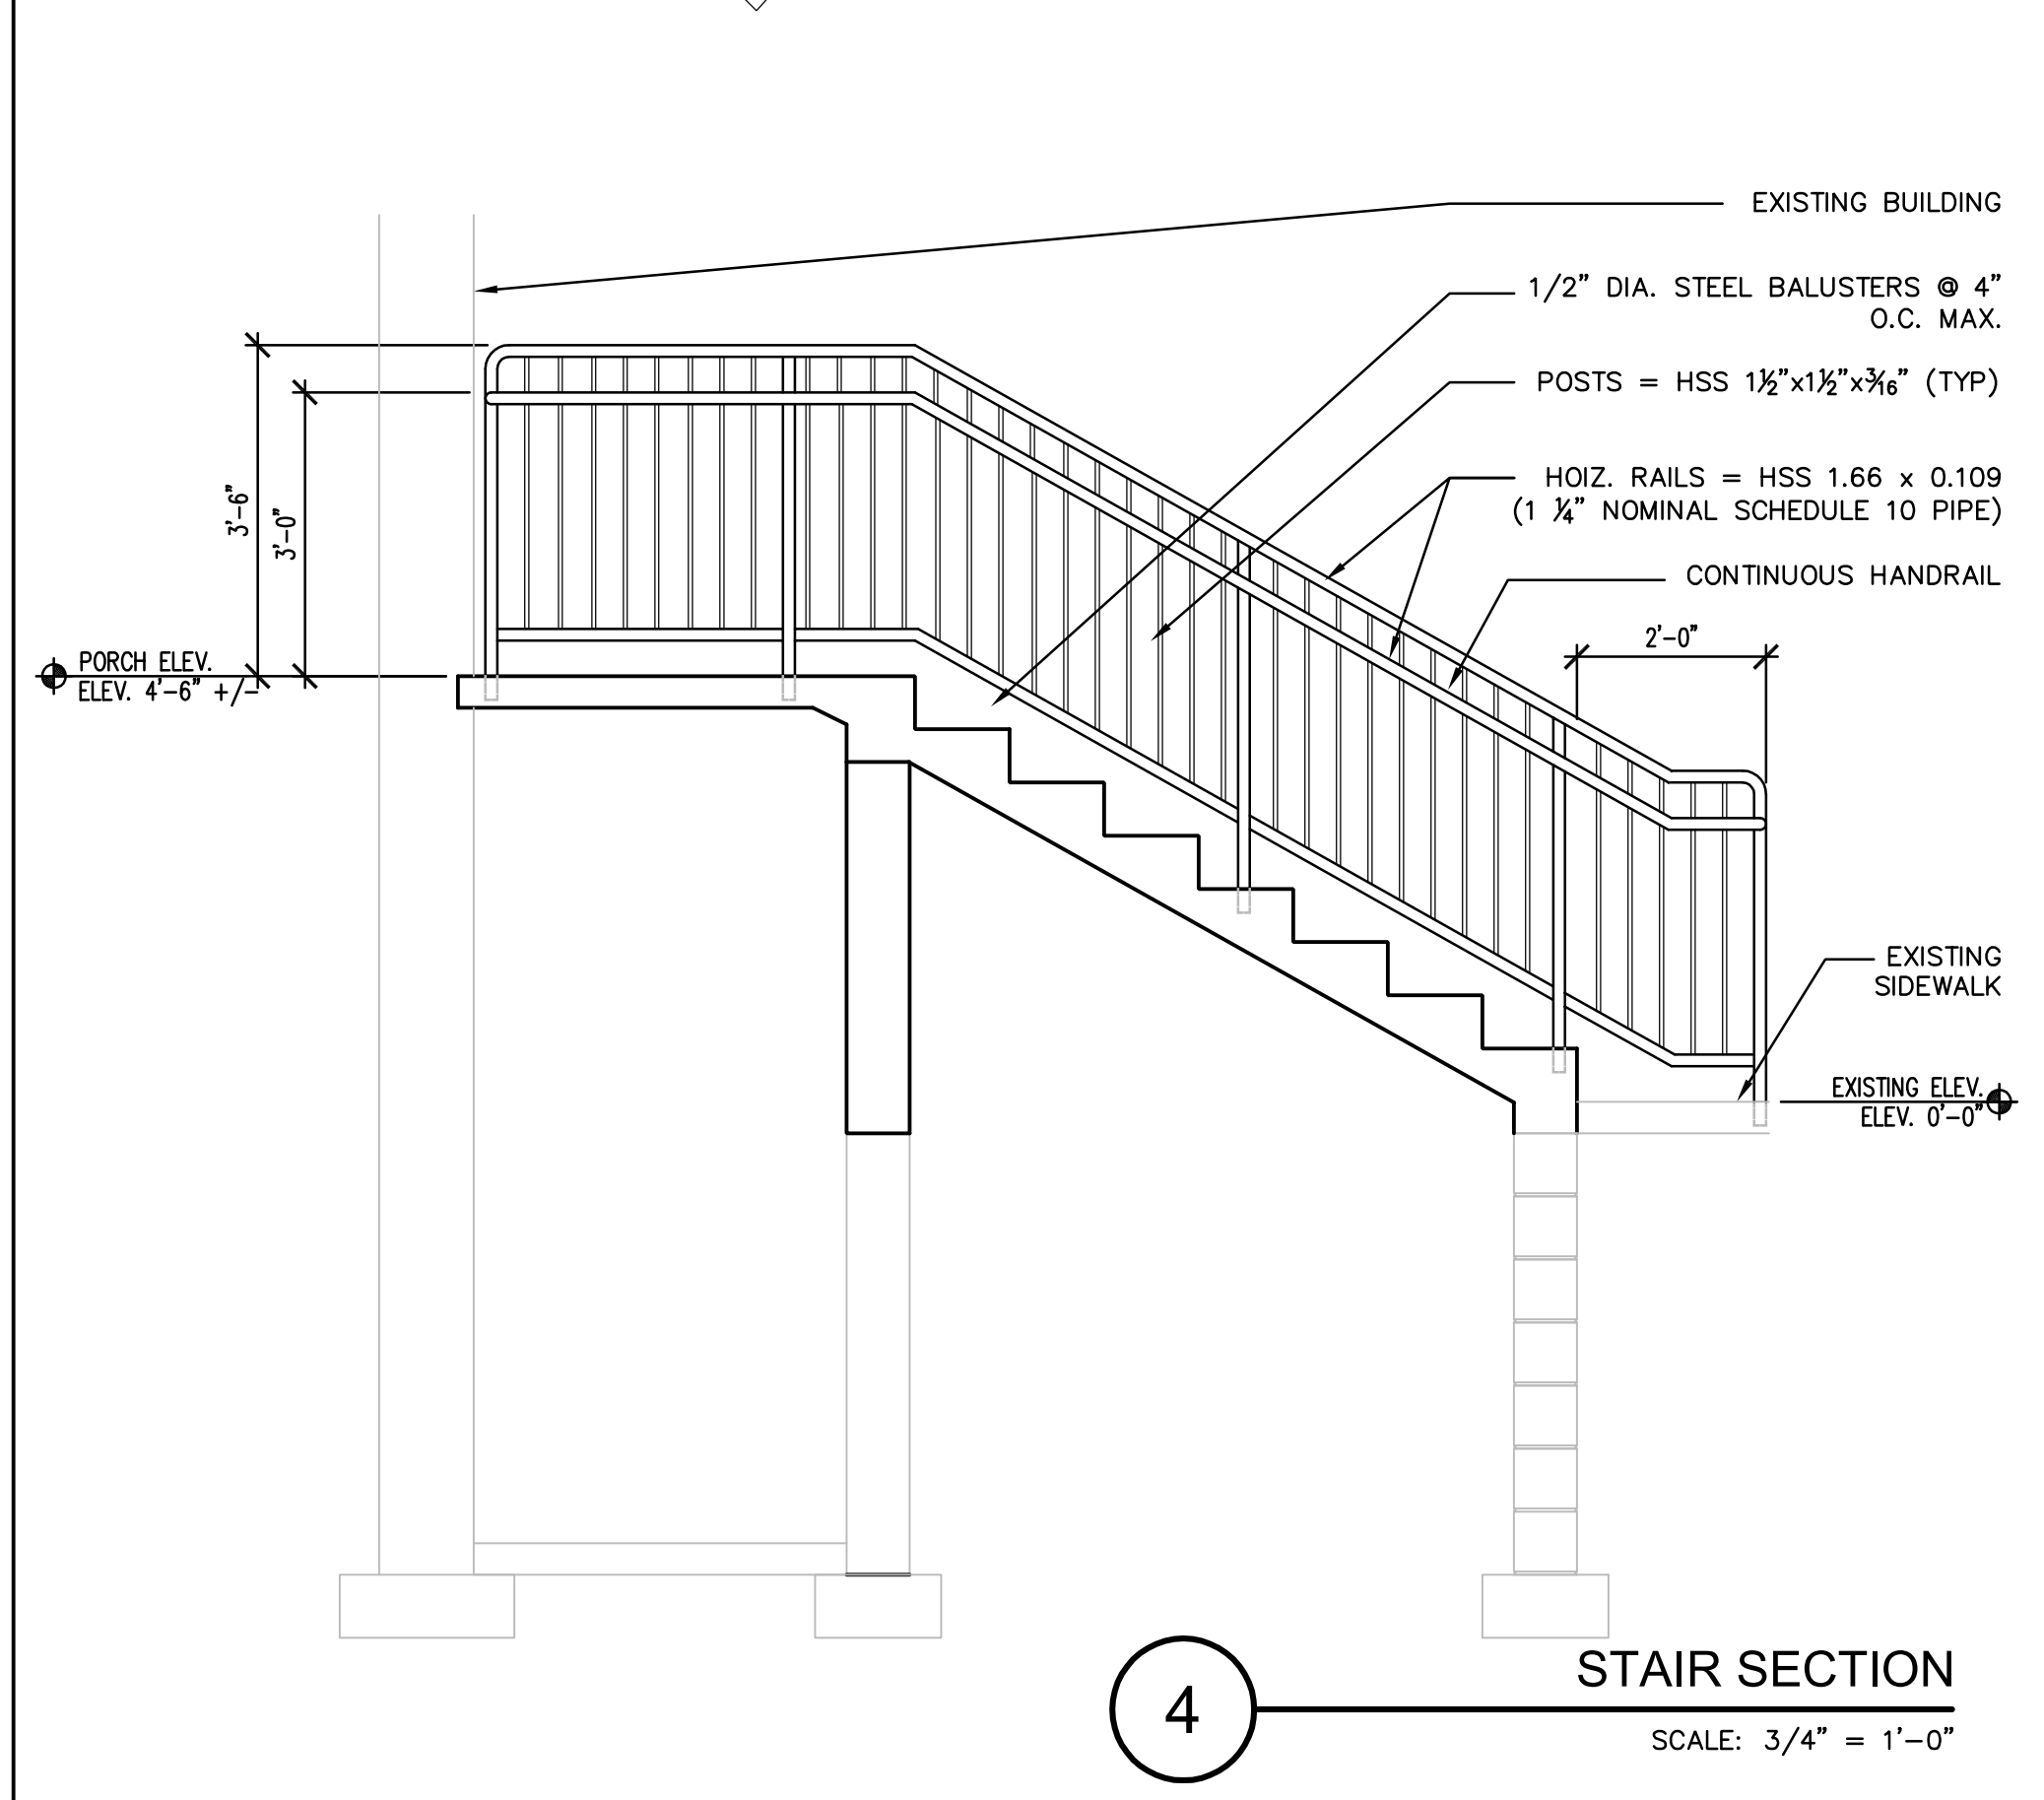 EXISTING BUILDING
1/2" DIA. STEEL BALUSTERS @ 4"
O.C. MAX.
POSTS = HSS 1½"x1½"x3⁄16" (TYP)
HOIZ. RAILS = HSS 1.66 x 0.109
(1 ¼" NOMINAL SCHEDULE 10 PIPE)
CONTINUOUS HANDRAIL
3'-6"
3'-0"
2'-0"
PORCH ELEV.
ELEV. 4'-6" +/-
EXISTING
SIDEWALK
EXISTING ELEV.
ELEV. 0'-0"
4
STAIR SECTION
SCALE: 3/4" = 1'-0"